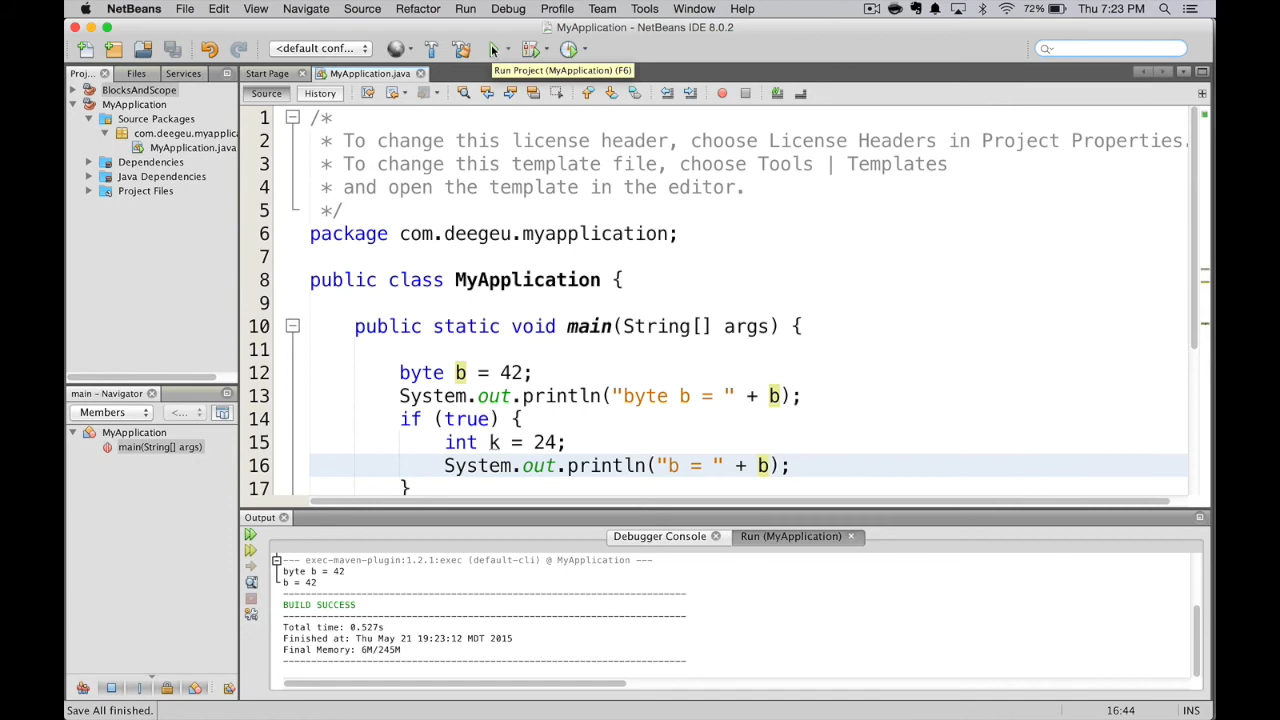 NetBeans File Edit View Navigate Source Refactor Run Debug Profile Team Tools Window Help 72% Thu 7:23 PM
MyApplication - NetBeans IDE 8.0.2
<default conf...
Run Project (MyApplication) (F6)
Proj... Files Services
Start Page MyApplication.java
Source History
BlocksAndScope
MyApplication
Source Packages
com.deegeu.myapplica
MyApplication.java
Dependencies
Java Dependencies
Project Files
main - Navigator
Members <...
MyApplication
main(String[] args)
1 /*
2 * To change this license header, choose License Headers in Project Properties.
3 * To change this template file, choose Tools | Templates
4 * and open the template in the editor.
5 */
6 package com.deegeu.myapplication;
7
8 public class MyApplication {
9
10 public static void main(String[] args) {
11
12 byte b = 42;
13 System.out.println("byte b = " + b);
14 if (true) {
15 int k = 24;
16 System.out.println("b = " + b);
17 }
Output
Debugger Console Run (MyApplication)
--- exec-maven-plugin:1.2.1:exec (default-cli) @ MyApplication ---
byte b = 42
b = 42
------------------------------------------------------------------------
BUILD SUCCESS
------------------------------------------------------------------------
Total time: 0.527s
Finished at: Thu May 21 19:23:12 MDT 2015
Final Memory: 6M/245M
------------------------------------------------------------------------
Save All finished. 16:44 INS